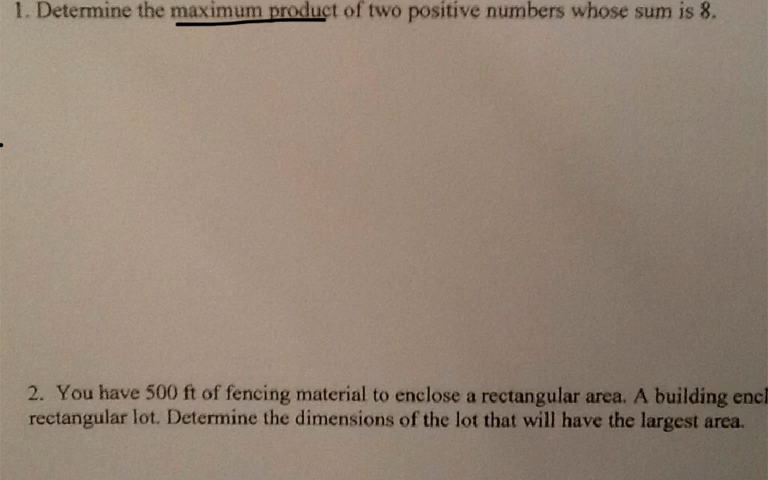 1. Determine the maximum product of two positive numbers whose sum is 8.
2. You have 500 ft of fencing material to enclose a rectangular area. A building
rectangular lot. Determine the dimensions of the lot that will have the largest area.